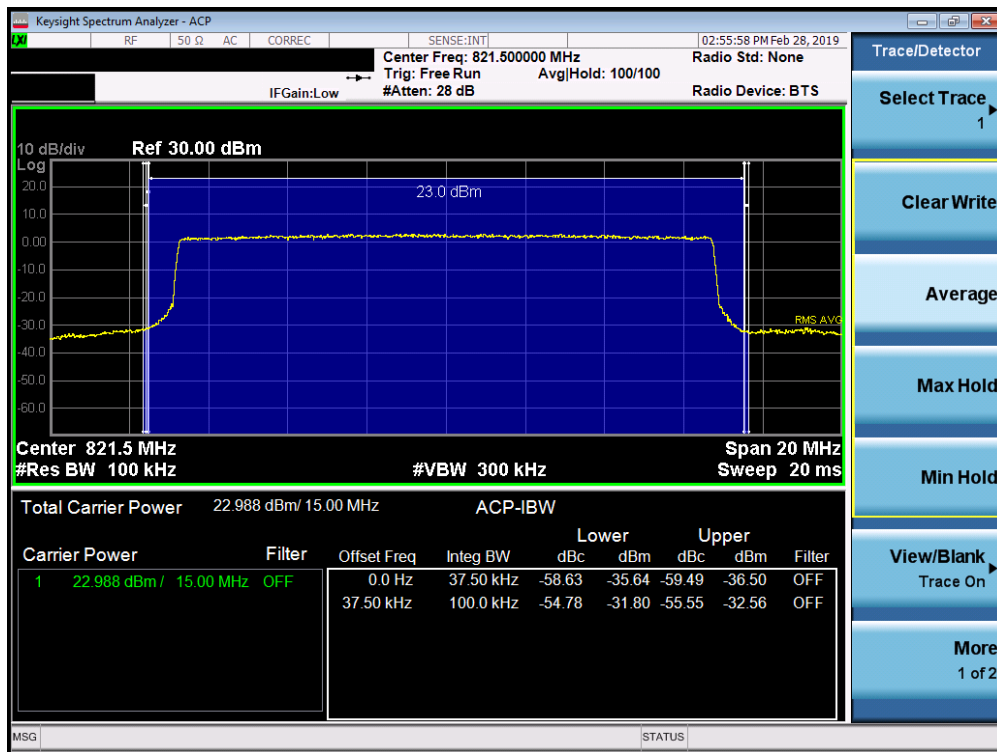 Keysight Spectrum Analyzer - ACP
LXI RF 50 Ω AC CORREC SENSE:INT 02:55:58 PM Feb 28, 2019
Center Freq: 821.500000 MHz Radio Std: None
Trig: Free Run Avg|Hold: 100/100
IFGain:Low #Atten: 28 dB Radio Device: BTS
10 dB/div Ref 30.00 dBm
Log
20.0
23.0 dBm
10.0
0.00
-10.0
-20.0
-30.0
RMS AVG
-40.0
-50.0
-60.0
Center 821.5 MHz Span 20 MHz
#Res BW 100 kHz #VBW 300 kHz Sweep 20 ms
Total Carrier Power 22.988 dBm/ 15.00 MHz ACP-IBW
Lower Upper
Carrier Power Filter Offset Freq Integ BW dBc dBm dBc dBm Filter
1 22.988 dBm / 15.00 MHz OFF 0.0 Hz 37.50 kHz -58.63 -35.64 -59.49 -36.50 OFF
37.50 kHz 100.0 kHz -54.78 -31.80 -55.55 -32.56 OFF
MSG STATUS
Trace/Detector
Select Trace
1
Clear Write
Average
Max Hold
Min Hold
View/Blank
Trace On
More
1 of 2